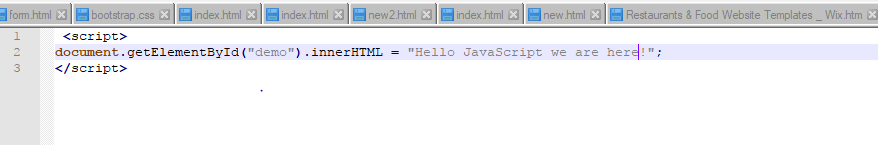 form.html bootstrap.css index.html index.html new2.html index.html new.html Restaurants & Food Website Templates _ Wix.htm
1 <script>
2 document.getElementById("demo").innerHTML = "Hello JavaScript we are here!";
3 </script>